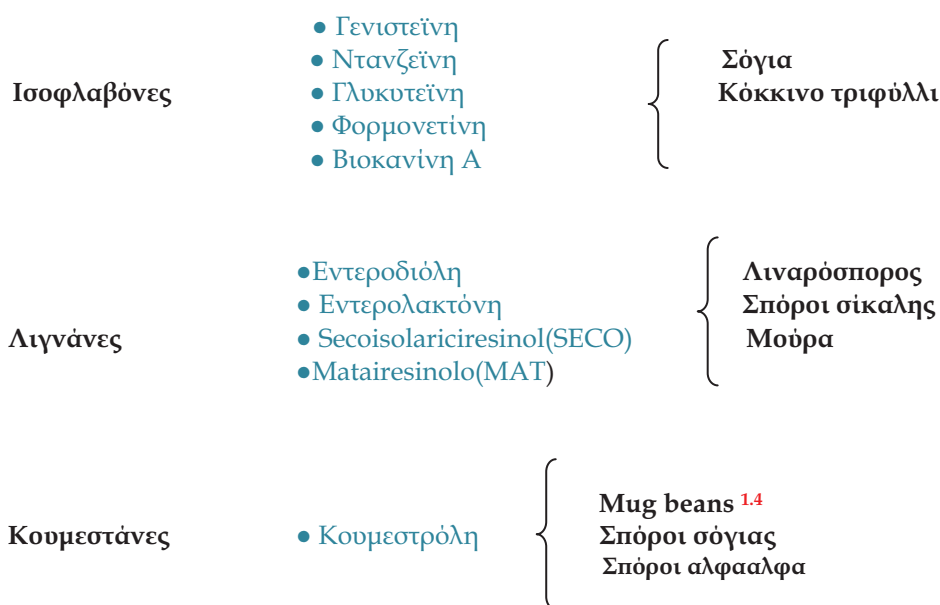 Ισοφλαβόνες
● Γενιστεΐνη
● Ντανζεΐνη
● Γλυκυτεΐνη
● Φορμονετίνη
● Βιοκανίνη Α
Σόγια
Κόκκινο τριφύλλι
Λιγνάνες
●Εντεροδιόλη
● Εντερολακτόνη
● Secoisolariciresinol(SECO)
●Matairesinolo(MAT)
Λιναρόσπορος
Σπόροι σίκαλης
Μούρα
Κουμεστάνες
● Κουμεστρόλη
Mug beans 1.4
Σπόροι σόγιας
Σπόροι αλφααλφα